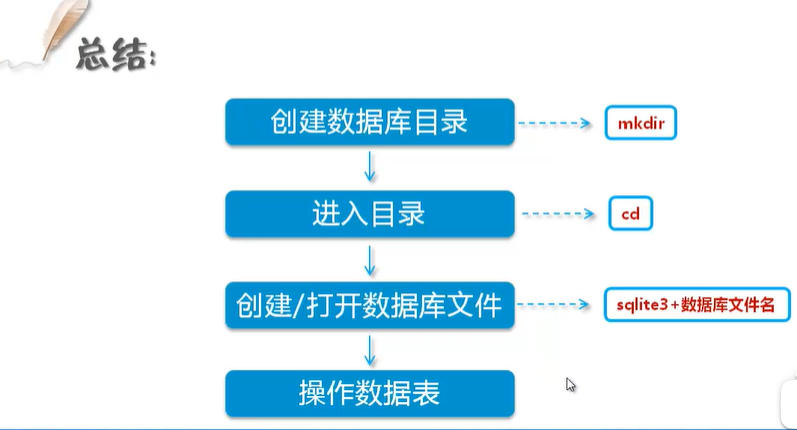 总结:
创建数据库目录
mkdir
进入目录
cd
创建/打开数据库文件
sqlite3+数据库文件名
操作数据表